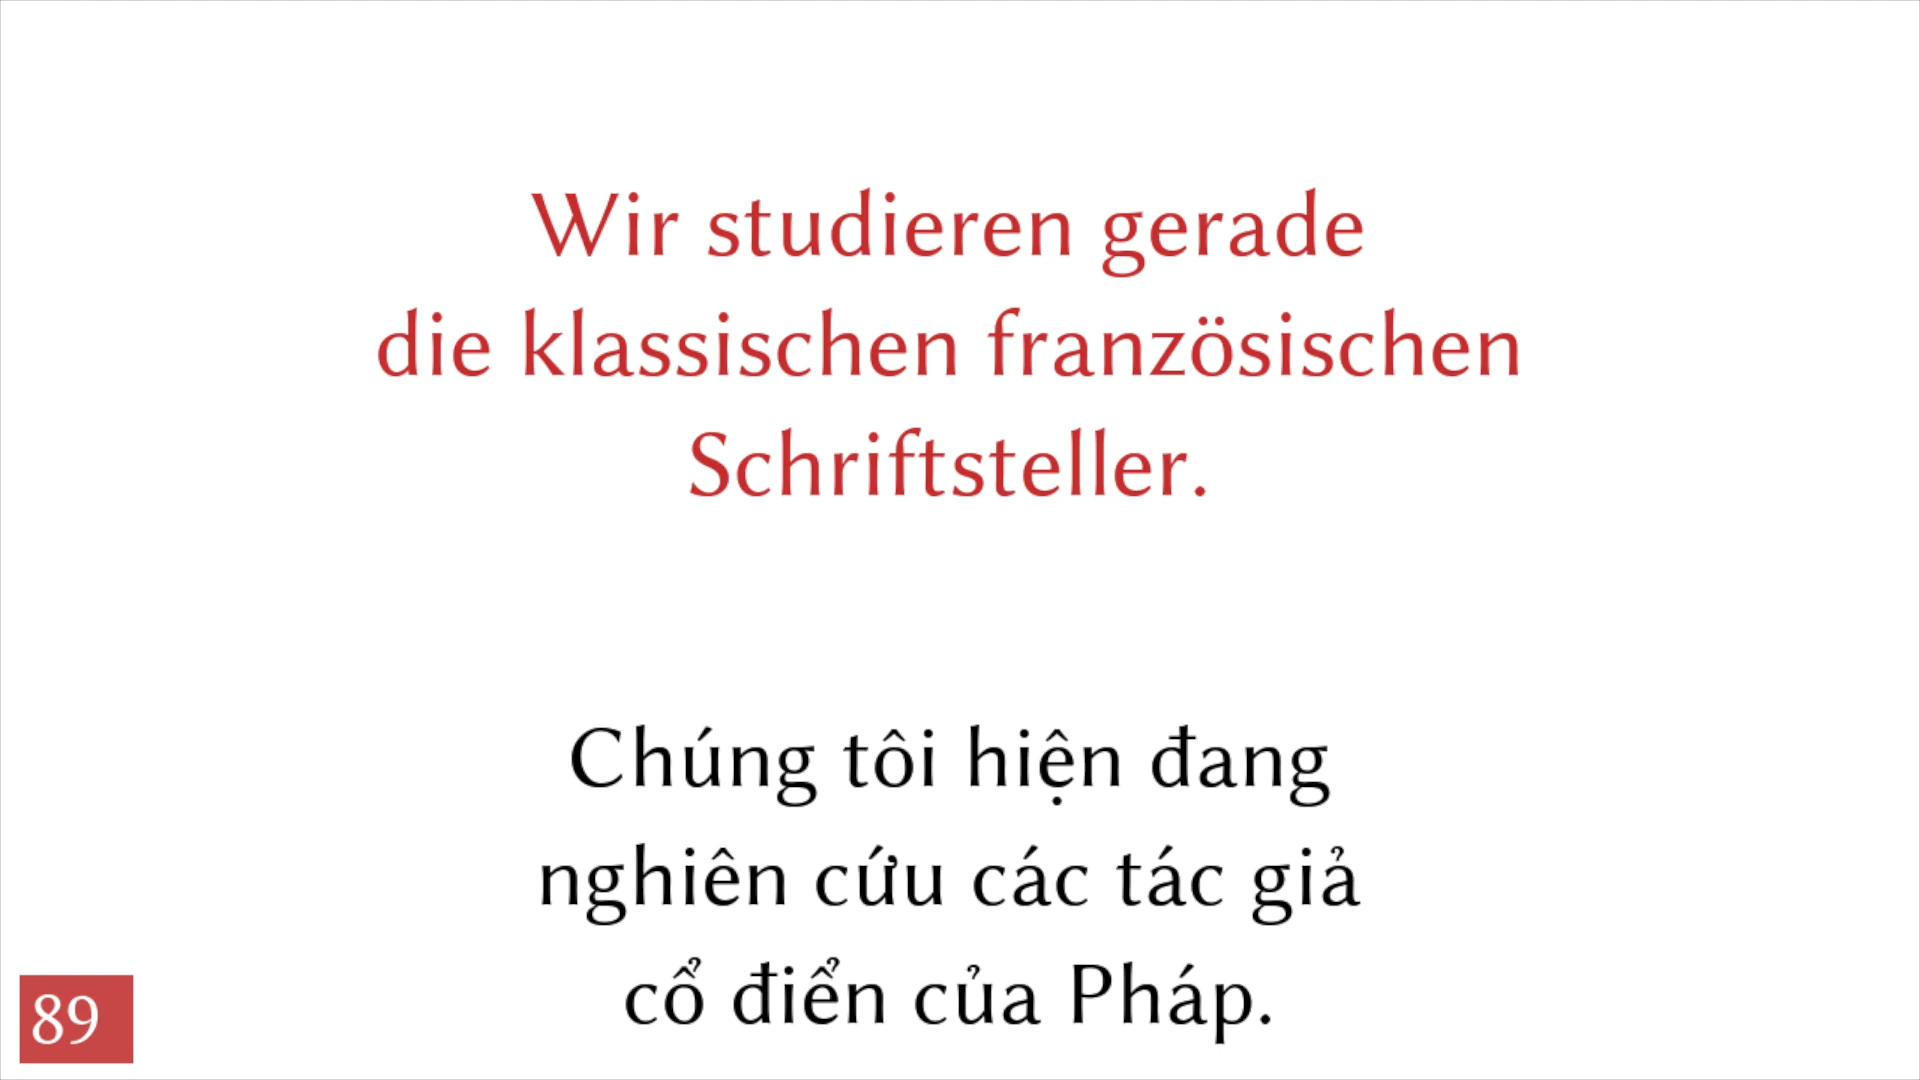 Wir studieren gerade
die klassischen französischen
Schriftsteller.
Chúng tôi hiện đang
nghiên cứu các tác giả
cổ điển của Pháp.
89